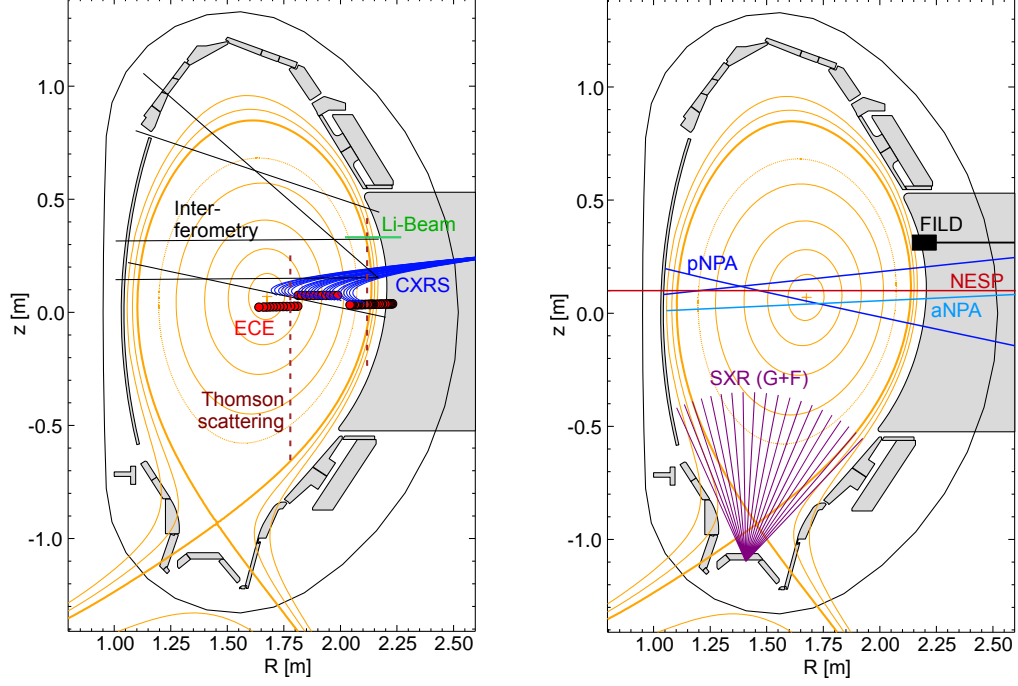 1.0
0.5
0.0
-0.5
-1.0
z [m]
Inter-
ferometry
Li-Beam
CXRS
ECE
Thomson
scattering
1.00 1.25 1.50 1.75 2.00 2.25 2.50
R [m]
1.0
0.5
0.0
-0.5
-1.0
z [m]
FILD
pNPA
NESP
aNPA
SXR (G+F)
1.00 1.25 1.50 1.75 2.00 2.25 2.50
R [m]